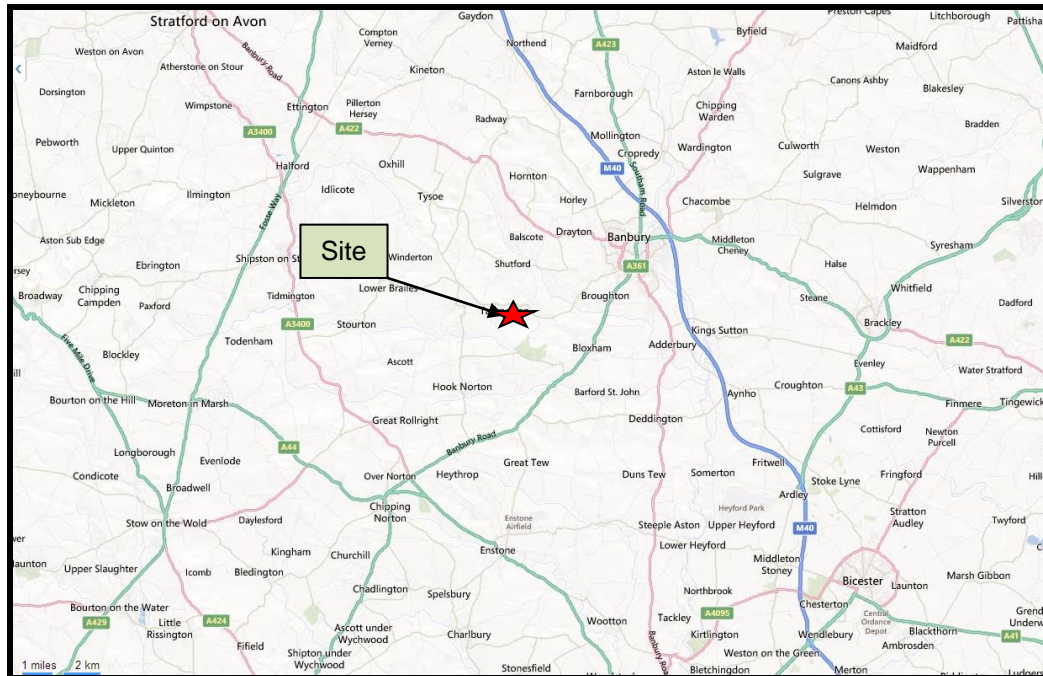 Stratford on Avon
Compton
Verney
Gaydon
Northend
A423
Byfield
Preston Capes
Litchborough
Pattisha
Weston on Avon
Banbury Road
Atherstone on Stour
Kineton
Maidford
Aston le Walls
Canons Ashby
Blakesley
Dorsington
Wimpstone
Ettington
Pillerton
Hersey
Farnborough
Chipping
Warden
Radway
Bradden
A3400
A422
Mollington
Pebworth
Upper Quinton
Cropredy
Wardington
Culworth
Weston
Halford
Oxhill
M40
Southam Road
Wappenham
Hornton
Sulgrave
oneybourne
Mickleton
Ilmington
Idlicote
Tysoe
Horley
Chacombe
Helmdon
Silverston
Fosse Way
Aston Sub Edge
Site
Balscote
Drayton
Banbury
Middleton
Cheney
Syresham
Ebrington
Shipston on St
Winderton
Shutford
A361
Halse
rsey
Broadway
Chipping
Campden
Paxford
Tidmington
Lower Brailes
Broughton
Steane
Whitfield
Dadford
A3400
Stourton
Kings Sutton
Brackley
A422
Five Mile Drive
Blockley
Todenham
Ascott
Bloxham
Adderbury
Evenley
Water Stratford
ill
Bourton on the Hill
Moreton in Marsh
Hook Norton
Barford St. John
Aynho
Croughton
A43
Finmere
Tingewick
Great Rollright
Deddington
Cottisford
Newton
Purcell
Banbury Road
A44
Longborough
Evenlode
Condicote
Broadwell
Over Norton
Heythrop
Great Tew
Duns Tew
Somerton
Fritwell
Stoke Lyne
Fringford
Hill
Ardley
Chipping
Norton
Heyford Park
Stratton
Audley
Stow on the Wold
Daylesford
Enstone
Airfield
Steeple Aston
Upper Heyford
M40
Twyford
wer
Kingham
Churchill
Enstone
Lower Heyford
Middleton
Stoney
aunton
Upper Slaughter
Icomb
Bledington
Chadlington
Spelsbury
Northbrook
Bicester
Launton
Marsh Gibbon
Bourton on the Water
A429
Little
Rissington
A424
Ascott under
Wychwood
Wootton
Tackley
A4095
Chesterton
Central
Ordance
Depot
Grend
Underw
Charlbury
Kirtlington
Wendlebury
Blackthorn
A41
Fifield
Shipton under
Wychwood
Banbury Roa
Weston on the Green
Ambrosden
1 miles
2 km
Stonesfield
Bletchingdon
Merton
Ludgers